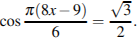 cos π(8x−9)/6 = √3/2.